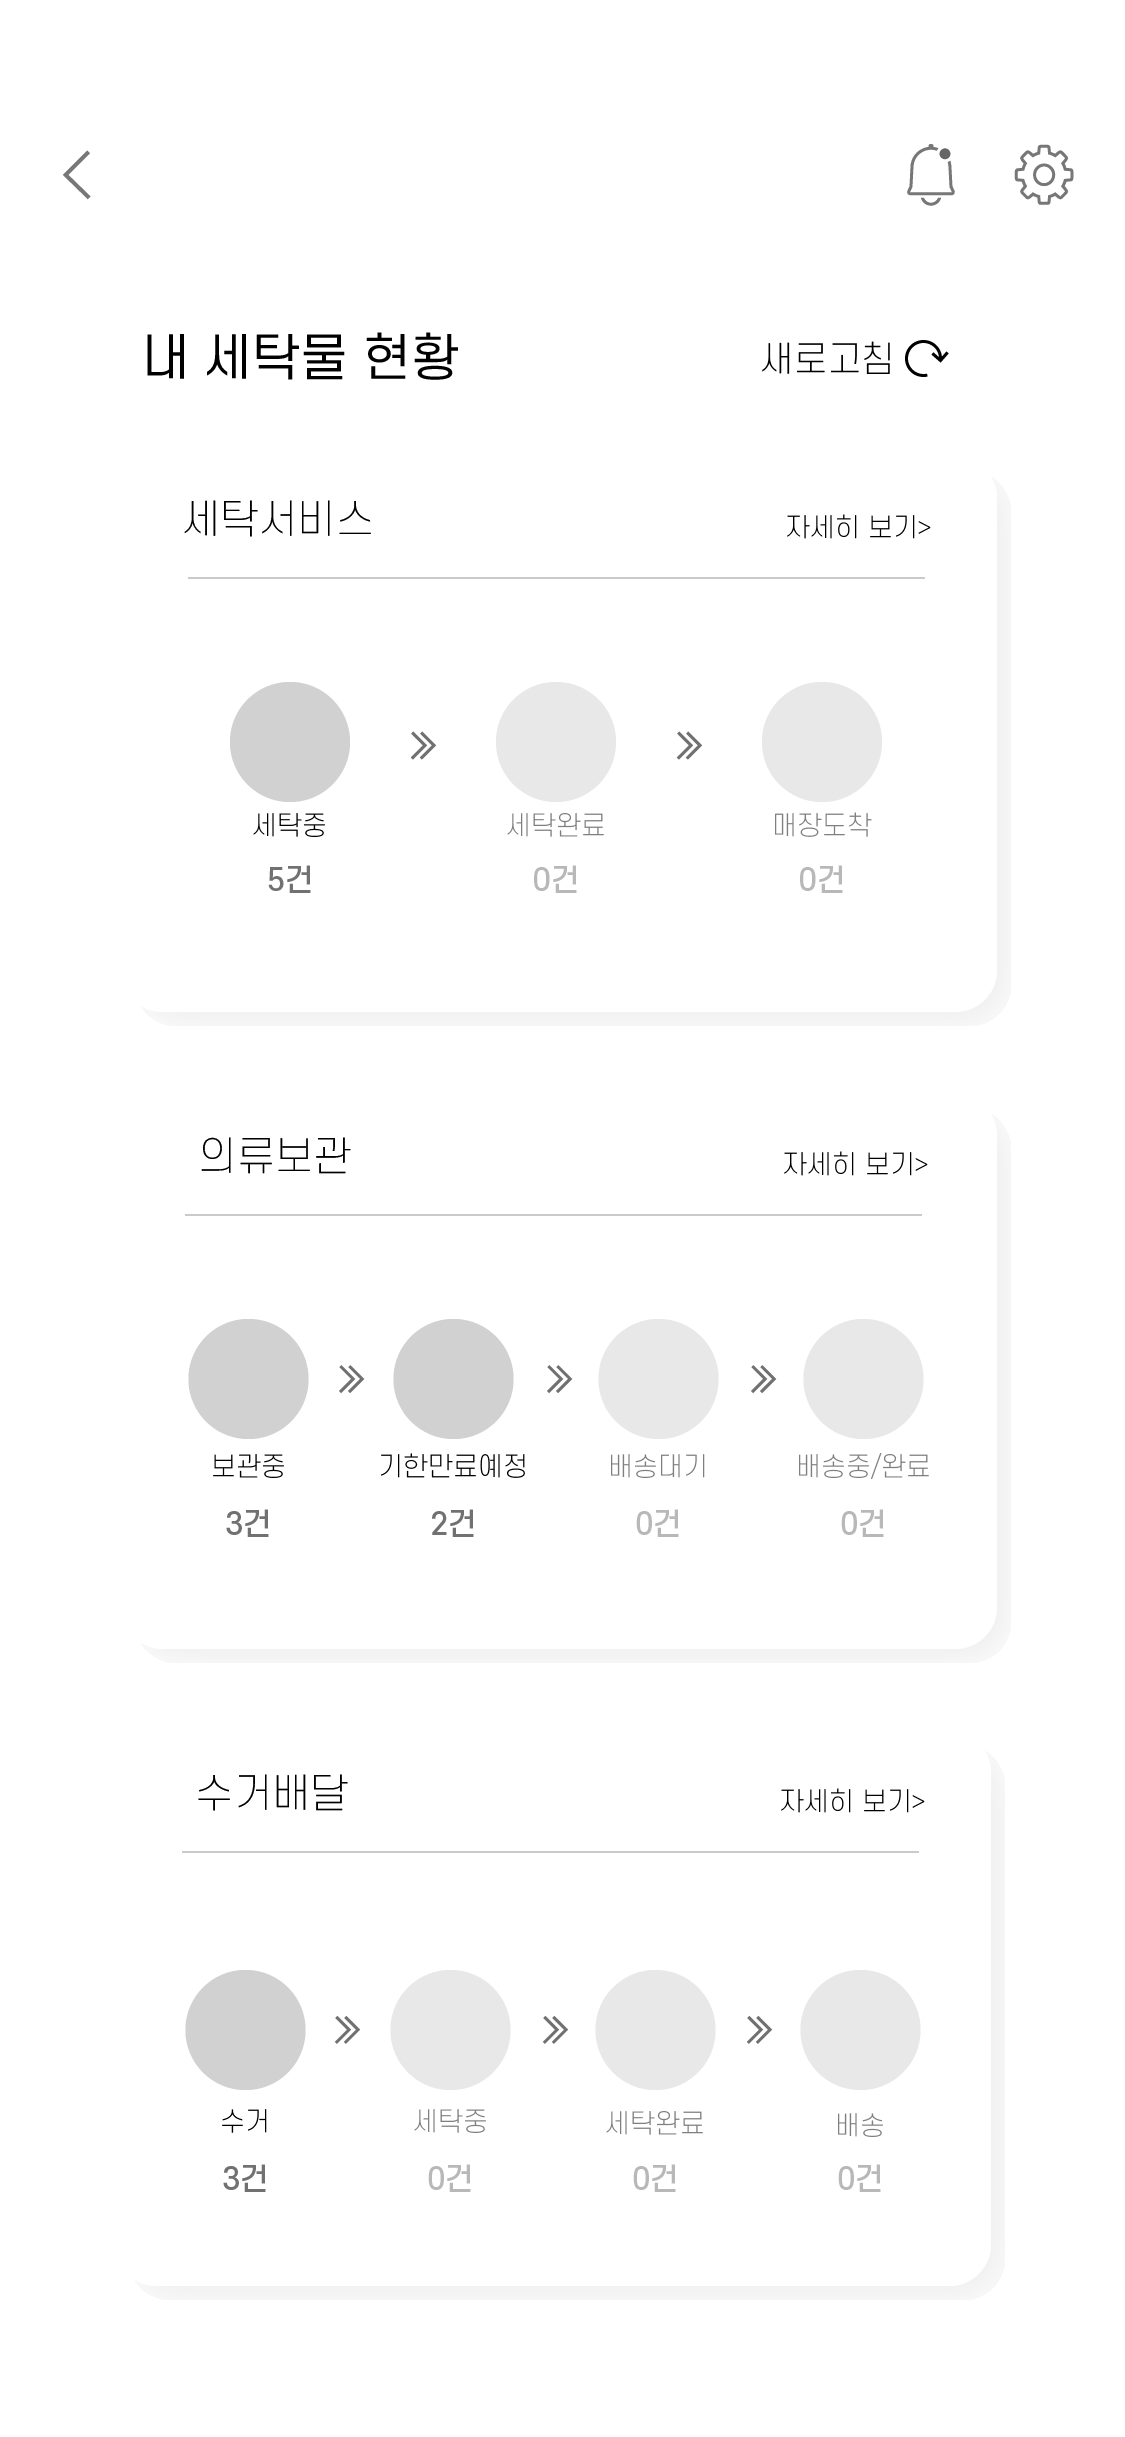 내 세탁물 현황
새로고침
세탁서비스
자세히 보기>
세탁중
세탁완료
매장도착
5건
0건
0건
의류보관
자세히 보기>
보관중
기한만료예정
배송대기
배송중/완료
3건
2건
0건
0건
수거배달
자세히 보기>
수거
세탁중
세탁완료
배송
3건
0건
0건
0건